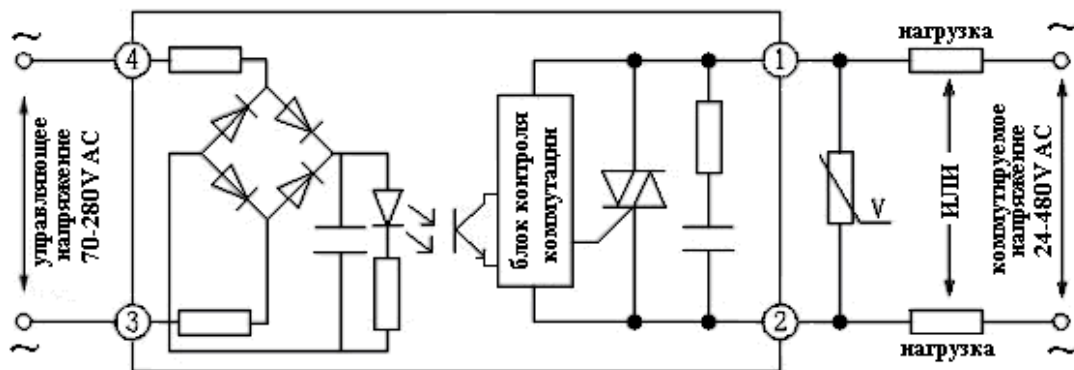 ~
управляющее
напряжение
70-280V AC
~
4
3
блок контроля
коммутации
1
2
V
нагрузка
ИЛИ
нагрузка
~
коммутируемое
напряжение
24-480V AC
~